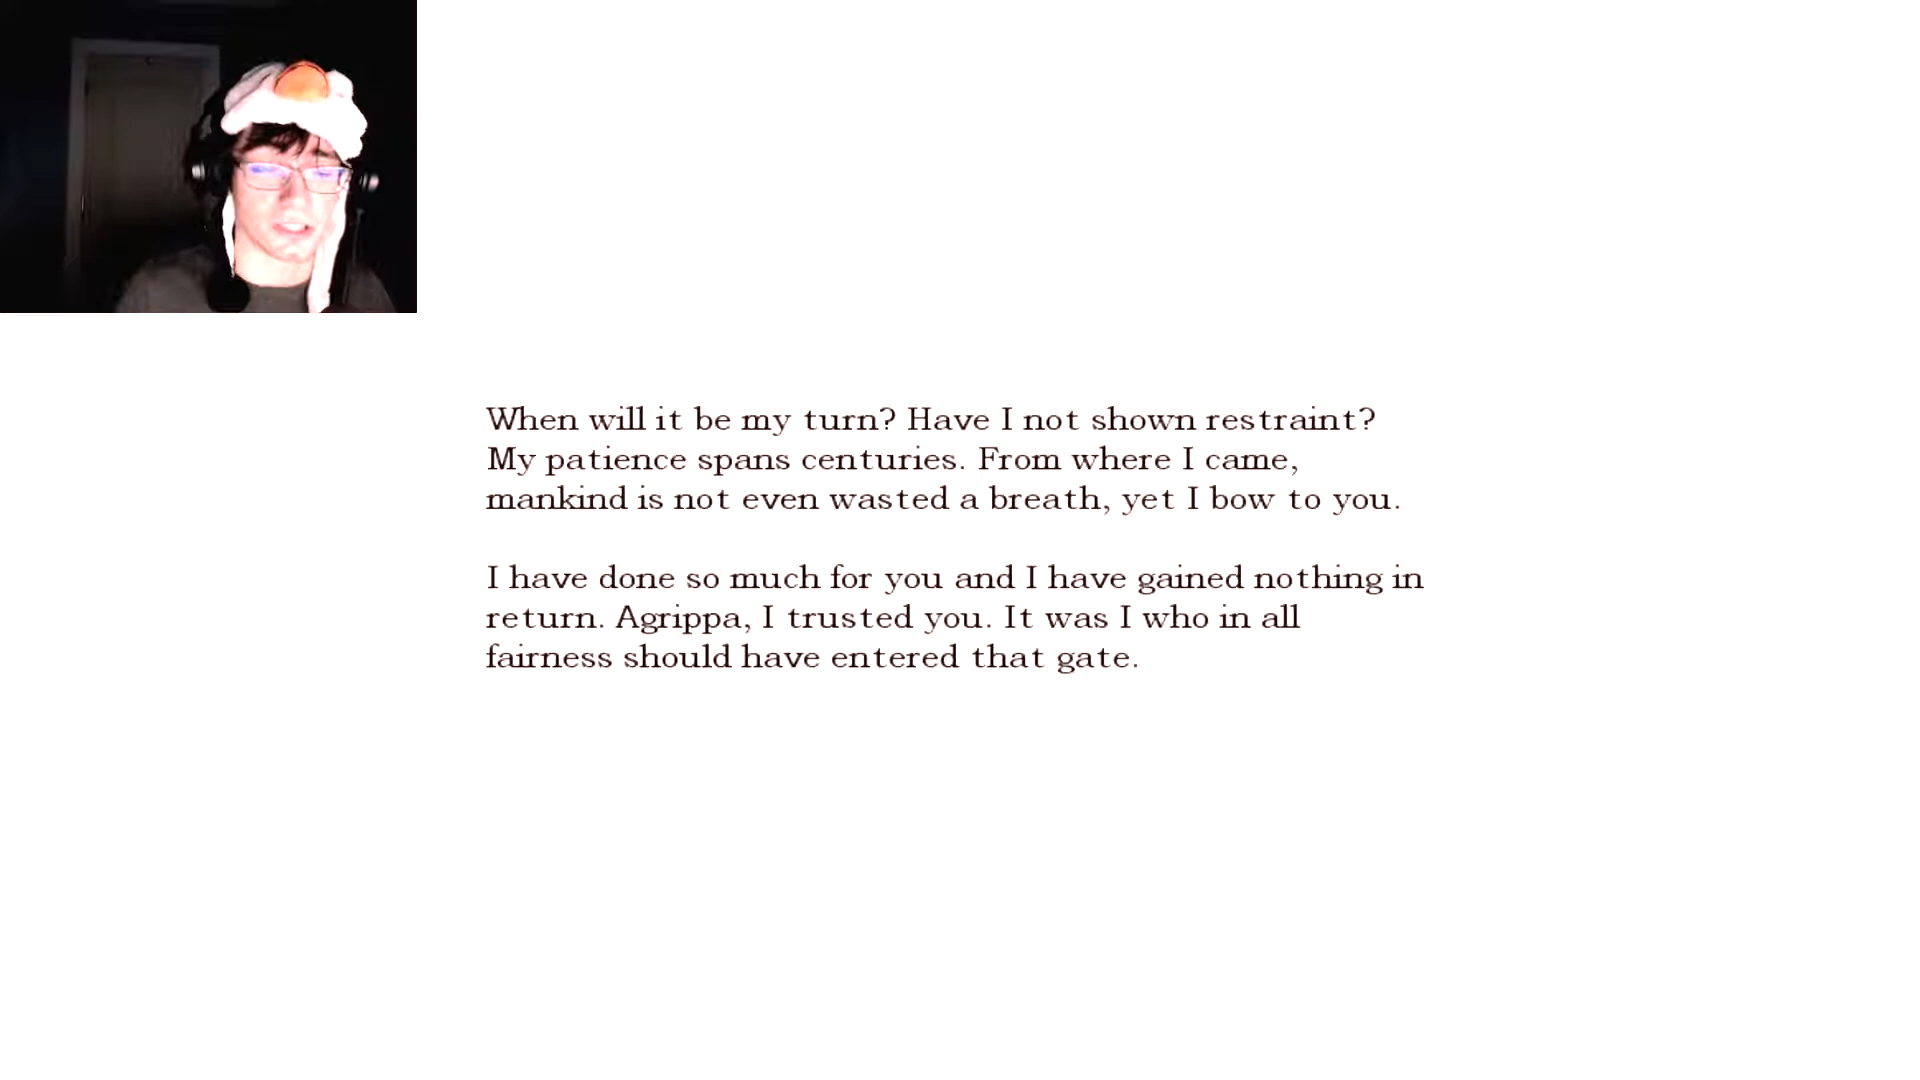 When will it be my turn? Have I not shown restraint?
My patience spans centuries. From where I came,
mankind is not even wasted a breath, yet I bow to you.
I have done so much for you and I have gained nothing in
return. Agrippa, I trusted you. It was I who in all
fairness should have entered that gate.